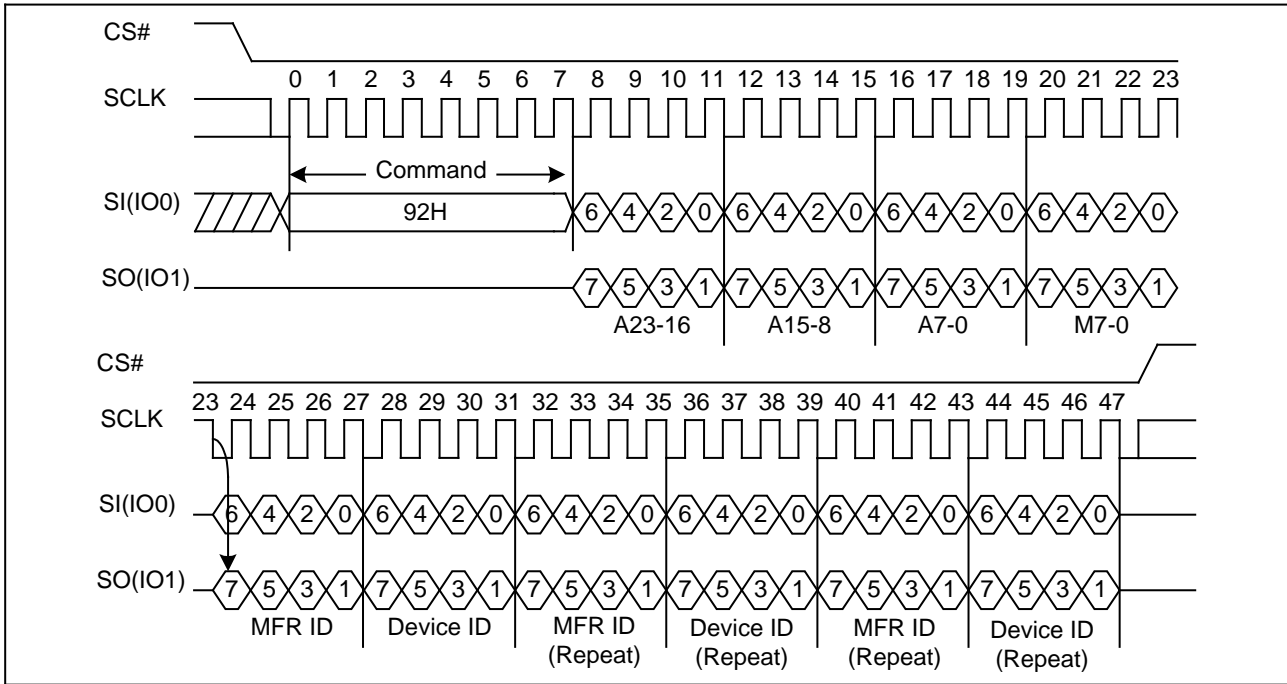 CS#
0 1 2 3 4 5 6 7 8 9 10 11 12 13 14 15 16 17 18 19 20 21 22 23
SCLK
Command
SI(IO0)
92H
6 4 2 0 6 4 2 0 6 4 2 0 6 4 2 0
SO(IO1)
7 5 3 1 7 5 3 1 7 5 3 1 7 5 3 1
A23-16 A15-8 A7-0 M7-0
CS#
23 24 25 26 27 28 29 30 31 32 33 34 35 36 37 38 39 40 41 42 43 44 45 46 47
SCLK
SI(IO0)
6 4 2 0 6 4 2 0 6 4 2 0 6 4 2 0 6 4 2 0 6 4 2 0
SO(IO1)
7 5 3 1 7 5 3 1 7 5 3 1 7 5 3 1 7 5 3 1 7 5 3 1
MFR ID Device ID MFR ID Device ID MFR ID Device ID
(Repeat) (Repeat) (Repeat) (Repeat)